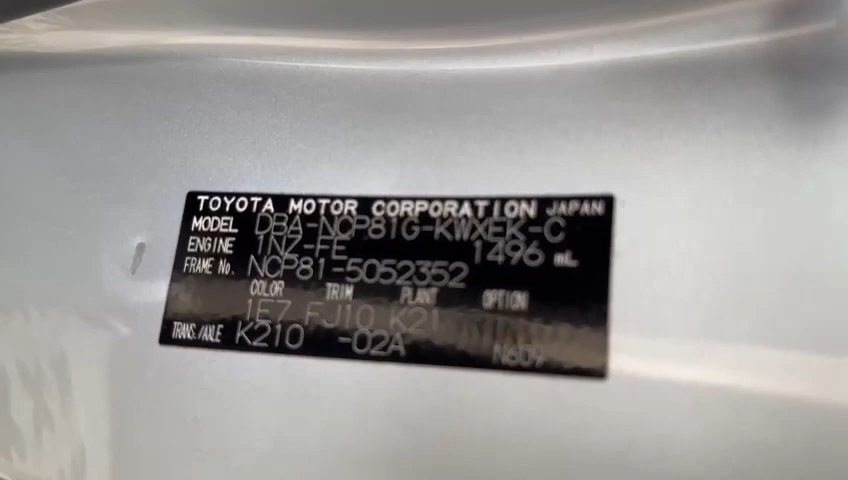 TOYOTA MOTOR CORPORATION JAPAN
MODEL DBA-NCP81G-KWXEK-C
ENGINE 1NZ-FE 1496 mL
FRAME No. NCP81-5052352
COLOR TRIM PLANT OPTION
1E7 FJ10 K21
TRANS./AXLE K210 -02A N609